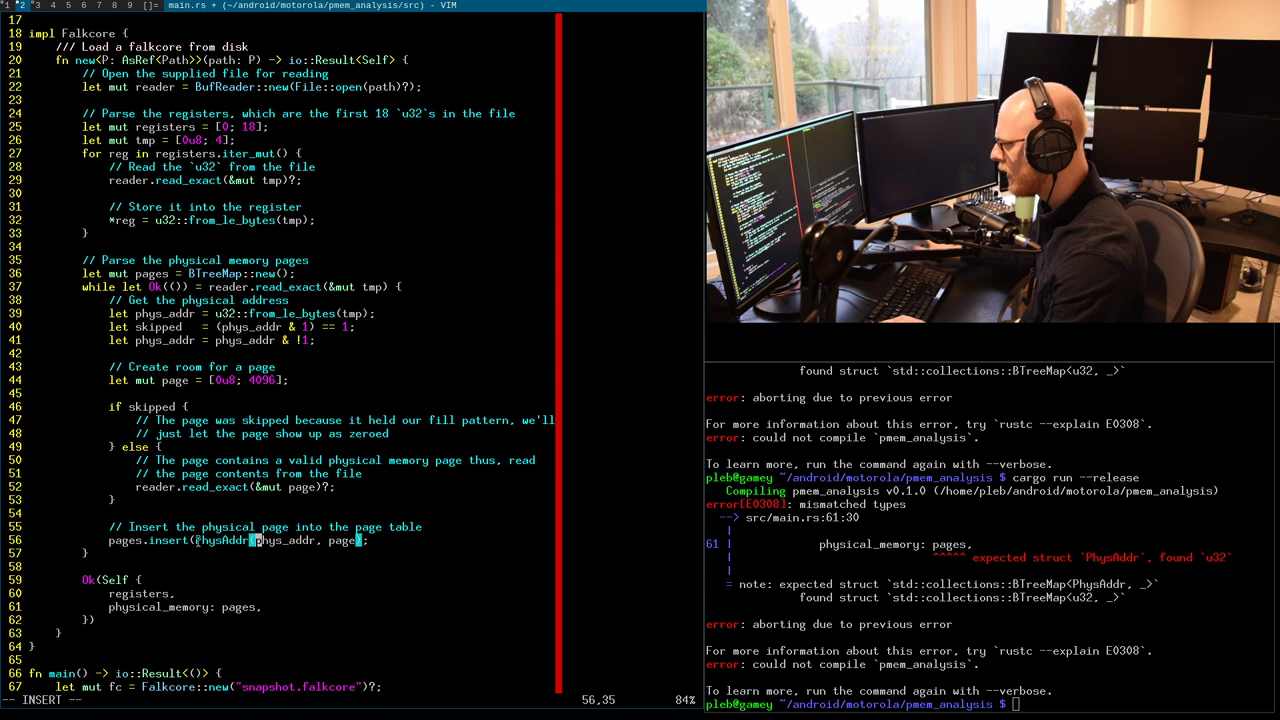 1 2 3 4 5 6 7 8 9 []= main.rs + (~/android/motorola/pmem_analysis/src) - VIM
17
18 impl Falkcore {
19 /// Load a falkcore from disk
20 fn new<P: AsRef<Path>>(path: P) -> io::Result<Self> {
21 // Open the supplied file for reading
22 let mut reader = BufReader::new(File::open(path)?);
23
24 // Parse the registers, which are the first 18 `u32`s in the file
25 let mut registers = [0; 18];
26 let mut tmp = [0u8; 4];
27 for reg in registers.iter_mut() {
28 // Read the `u32` from the file
29 reader.read_exact(&mut tmp)?;
30
31 // Store it into the register
32 *reg = u32::from_le_bytes(tmp);
33 }
34
35 // Parse the physical memory pages
36 let mut pages = BTreeMap::new();
37 while let Ok(()) = reader.read_exact(&mut tmp) {
38 // Get the physical address
39 let phys_addr = u32::from_le_bytes(tmp);
40 let skipped = (phys_addr & 1) == 1;
41 let phys_addr = phys_addr & !1;
42
43 // Create room for a page
44 let mut page = [0u8; 4096];
45
46 if skipped {
47 // The page was skipped because it held our fill pattern, we'll
48 // just let the page show up as zeroed
49 } else {
50 // The page contains a valid physical memory page thus, read
51 // the page contents from the file
52 reader.read_exact(&mut page)?;
53 }
54
55 // Insert the physical page into the page table
56 pages.insert(PhysAddr(phys_addr, page);
57 }
58
59 Ok(Self {
60 registers,
61 physical_memory: pages,
62 })
63 }
64 }
65
66 fn main() -> io::Result<()> {
67 let mut fc = Falkcore::new("snapshot.falkcore")?;
-- INSERT -- 56,35 84%
found struct `std::collections::BTreeMap<u32, _>`
error: aborting due to previous error
For more information about this error, try `rustc --explain E0308`.
error: could not compile `pmem_analysis`.
To learn more, run the command again with --verbose.
pleb@gamey ~/android/motorola/pmem_analysis $ cargo run --release
Compiling pmem_analysis v0.1.0 (/home/pleb/android/motorola/pmem_analysis)
error[E0308]: mismatched types
--> src/main.rs:61:30
|
61 | physical_memory: pages,
| ^^^^^ expected struct `PhysAddr`, found `u32`
|
= note: expected struct `std::collections::BTreeMap<PhysAddr, _>`
found struct `std::collections::BTreeMap<u32, _>`
error: aborting due to previous error
For more information about this error, try `rustc --explain E0308`.
error: could not compile `pmem_analysis`.
To learn more, run the command again with --verbose.
pleb@gamey ~/android/motorola/pmem_analysis $